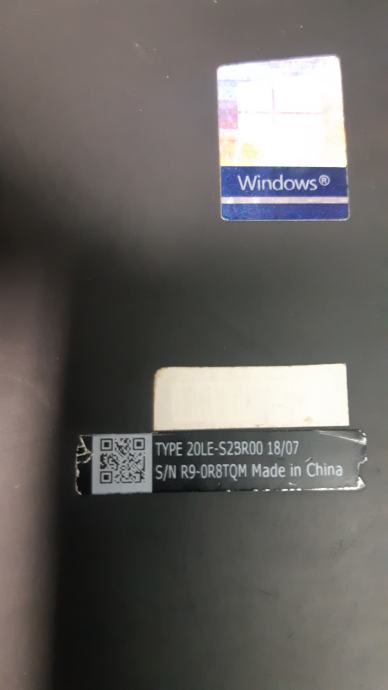 Windows®
TYPE 20LE-S23R00 18/07
S/N R9-0R8TQM Made in China